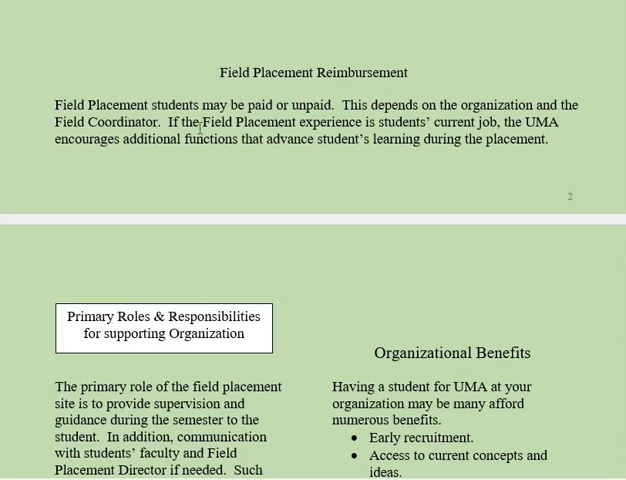 Field Placement Reimbursement
Field Placement students may be paid or unpaid.  This depends on the organization and the
Field Coordinator.  If the Field Placement experience is students' current job, the UMA
encourages additional functions that advance student's learning during the placement.
2
Primary Roles & Responsibilities
for supporting Organization
The primary role of the field placement
site is to provide supervision and
guidance during the semester to the
student.  In addition, communication
with students' faculty and Field
Placement Director if needed.  Such
Organizational Benefits
Having a student for UMA at your
organization may be many afford
numerous benefits.
• Early recruitment.
• Access to current concepts and
ideas.